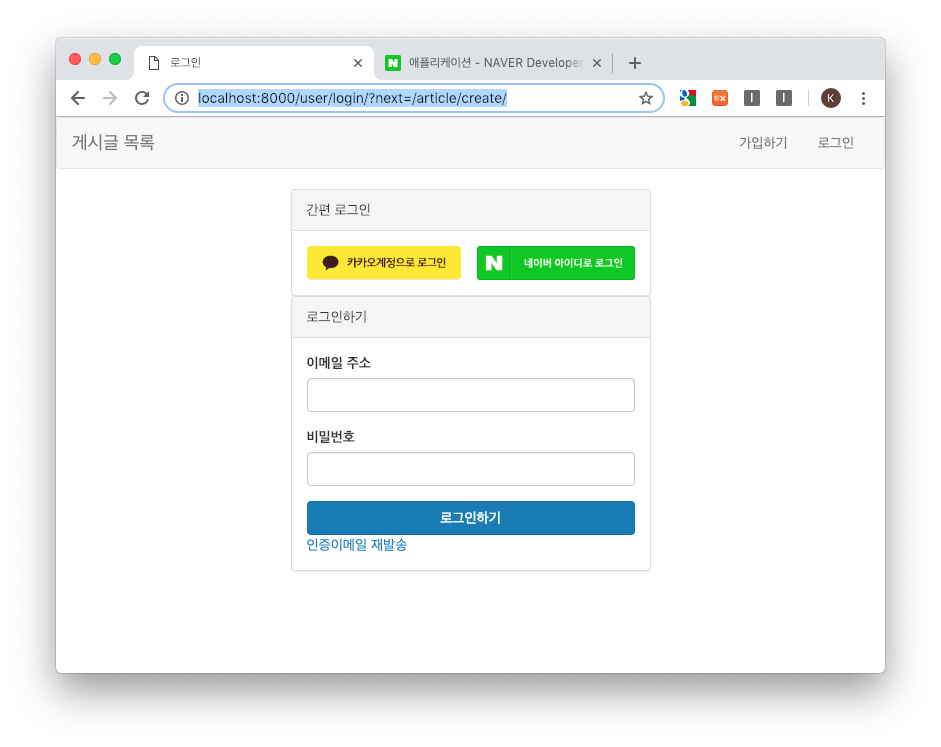 로그인
애플리케이션 - NAVER Developer
localhost:8000/user/login/?next=/article/create/
EX
I
I
K
게시글 목록
가입하기
로그인
간편 로그인
카카오계정으로 로그인
N 네이버 아이디로 로그인
로그인하기
이메일 주소
비밀번호
로그인하기
인증이메일 재발송